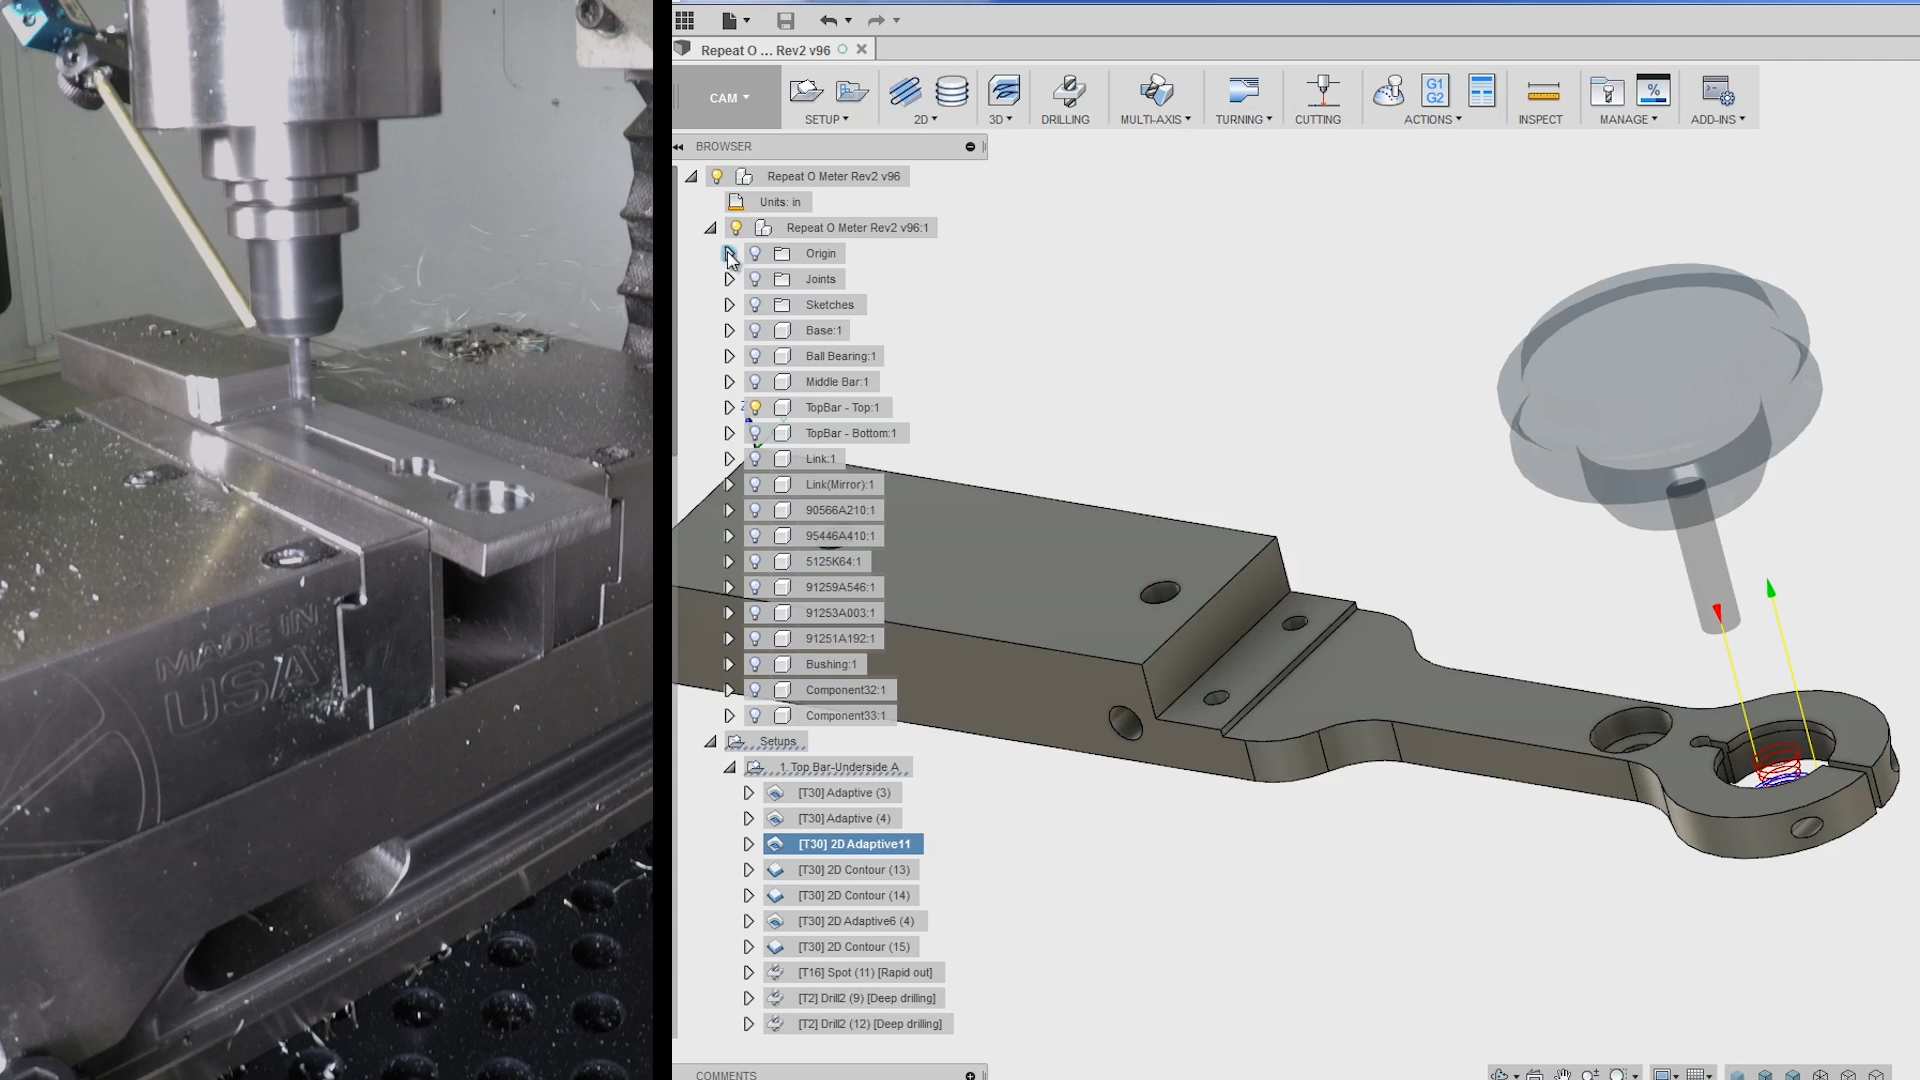 MADE IN
USA
Repeat O ... Rev2 v96
CAM
SETUP
2D
3D
DRILLING
MULTI-AXIS
TURNING
CUTTING
G1
G2
ACTIONS
INSPECT
%
MANAGE
ADD-INS
BROWSER
Repeat O Meter Rev2 v96
Units: in
Repeat O Meter Rev2 v96:1
Origin
Joints
Sketches
Base:1
Ball Bearing:1
Middle Bar:1
TopBar - Top:1
TopBar - Bottom:1
Link:1
Link(Mirror):1
90566A210:1
95446A410:1
5125K64:1
91259A546:1
91253A003:1
91251A192:1
Bushing:1
Component32:1
Component33:1
Setups
1. Top Bar-Underside A
[T30] Adaptive (3)
[T30] Adaptive (4)
[T30] 2D Adaptive11
[T30] 2D Contour (13)
[T30] 2D Contour (14)
[T30] 2D Adaptive6 (4)
[T30] 2D Contour (15)
[T16] Spot (11) [Rapid out]
[T2] Drill2 (9) [Deep drilling]
[T2] Drill2 (12) [Deep drilling]
COMMENTS